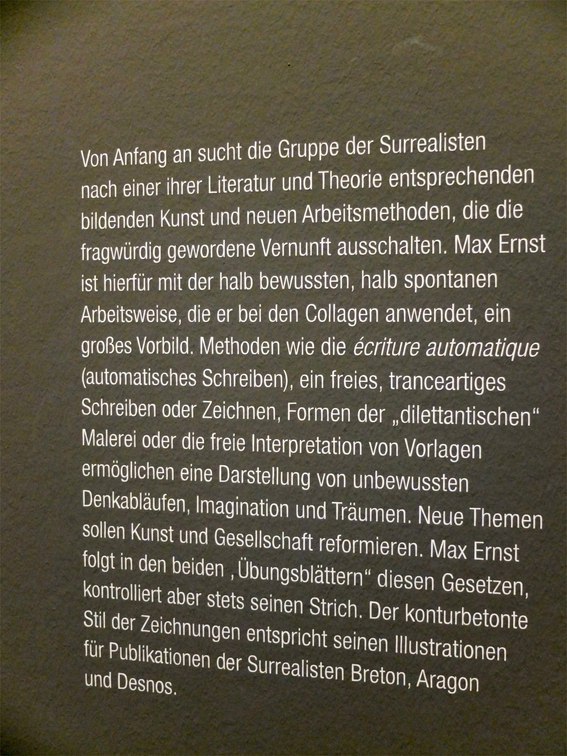 Von Anfang an sucht die Gruppe der Surrealisten
nach einer ihrer Literatur und Theorie entsprechenden
bildenden Kunst und neuen Arbeitsmethoden, die die
fragwürdig gewordene Vernunft ausschalten. Max Ernst
ist hierfür mit der halb bewussten, halb spontanen
Arbeitsweise, die er bei den Collagen anwendet, ein
großes Vorbild. Methoden wie die écriture automatique
(automatisches Schreiben), ein freies, tranceartiges
Schreiben oder Zeichnen, Formen der „dilettantischen“
Malerei oder die freie Interpretation von Vorlagen
ermöglichen eine Darstellung von unbewussten
Denkabläufen, Imagination und Träumen. Neue Themen
sollen Kunst und Gesellschaft reformieren. Max Ernst
folgt in den beiden ‚Übungsblättern“ diesen Gesetzen,
kontrolliert aber stets seinen Strich. Der konturbetonte
Stil der Zeichnungen entspricht seinen Illustrationen
für Publikationen der Surrealisten Breton, Aragon
und Desnos.